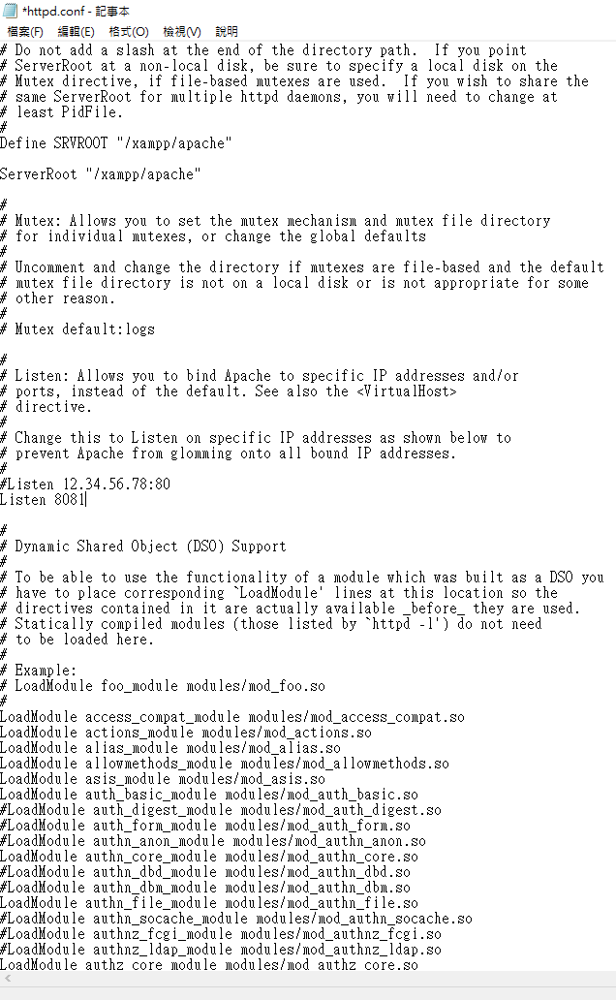 *httpd.conf - 記事本
檔案(F) 編輯(E) 格式(O) 檢視(V) 說明
# Do not add a slash at the end of the directory path.  If you point
# ServerRoot at a non-local disk, be sure to specify a local disk on the
# Mutex directive, if file-based mutexes are used.  If you wish to share the
# same ServerRoot for multiple httpd daemons, you will need to change at
# least PidFile.
#
Define SRVROOT "/xampp/apache"
ServerRoot "/xampp/apache"
#
# Mutex: Allows you to set the mutex mechanism and mutex file directory
# for individual mutexes, or change the global defaults
#
# Uncomment and change the directory if mutexes are file-based and the default
# mutex file directory is not on a local disk or is not appropriate for some
# other reason.
#
# Mutex default:logs
#
# Listen: Allows you to bind Apache to specific IP addresses and/or
# ports, instead of the default. See also the <VirtualHost>
# directive.
#
# Change this to Listen on specific IP addresses as shown below to
# prevent Apache from glomming onto all bound IP addresses.
#
#Listen 12.34.56.78:80
Listen 8081
#
# Dynamic Shared Object (DSO) Support
#
# To be able to use the functionality of a module which was built as a DSO you
# have to place corresponding `LoadModule' lines at this location so the
# directives contained in it are actually available _before_ they are used.
# Statically compiled modules (those listed by `httpd -l') do not need
# to be loaded here.
#
# Example:
# LoadModule foo_module modules/mod_foo.so
#
LoadModule access_compat_module modules/mod_access_compat.so
LoadModule actions_module modules/mod_actions.so
LoadModule alias_module modules/mod_alias.so
LoadModule allowmethods_module modules/mod_allowmethods.so
LoadModule asis_module modules/mod_asis.so
LoadModule auth_basic_module modules/mod_auth_basic.so
#LoadModule auth_digest_module modules/mod_auth_digest.so
#LoadModule auth_form_module modules/mod_auth_form.so
#LoadModule authn_anon_module modules/mod_authn_anon.so
LoadModule authn_core_module modules/mod_authn_core.so
#LoadModule authn_dbd_module modules/mod_authn_dbd.so
#LoadModule authn_dbm_module modules/mod_authn_dbm.so
LoadModule authn_file_module modules/mod_authn_file.so
#LoadModule authn_socache_module modules/mod_authn_socache.so
#LoadModule authnz_fcgi_module modules/mod_authnz_fcgi.so
#LoadModule authnz_ldap_module modules/mod_authnz_ldap.so
LoadModule authz_core_module modules/mod_authz_core.so